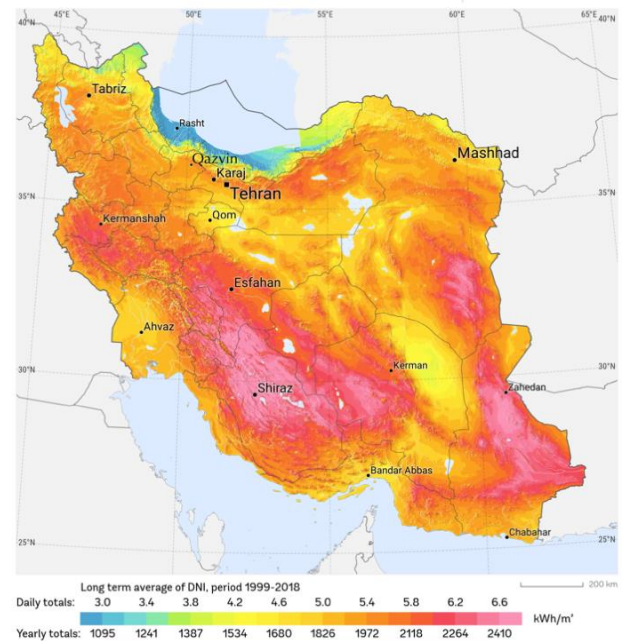 45°E 50°E 55°E 60°E 65°E
40°N 40°N
Tabriz
Rasht
Qazvin
Karaj
Tehran
Mashhad
35°N 35°N
Kermanshah
Qom
Esfahan
Ahvaz
30°N 30°N
Kerman
Zahedan
Shiraz
Bandar Abbas
Chabahar
25°N 25°N
200 km
Long term average of DNI, period 1999-2018
Daily totals: 3.0 3.4 3.8 4.2 4.6 5.0 5.4 5.8 6.2 6.6
kWh/m²
Yearly totals: 1095 1241 1387 1534 1680 1826 1972 2118 2264 2410